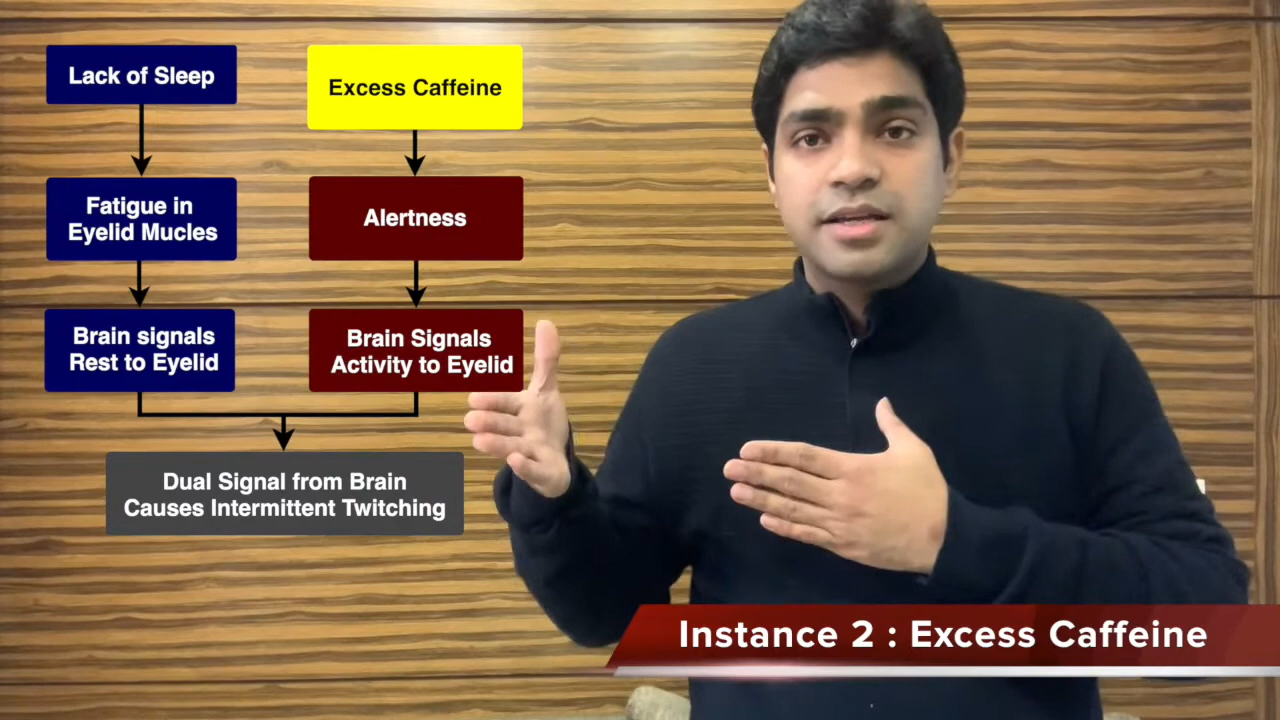 Lack of Sleep
Excess Caffeine
Fatigue in
Eyelid Mucles
Alertness
Brain signals
Rest to Eyelid
Brain Signals
Activity to Eyelid
Dual Signal from Brain
Causes Intermittent Twitching
Instance 2 : Excess Caffeine